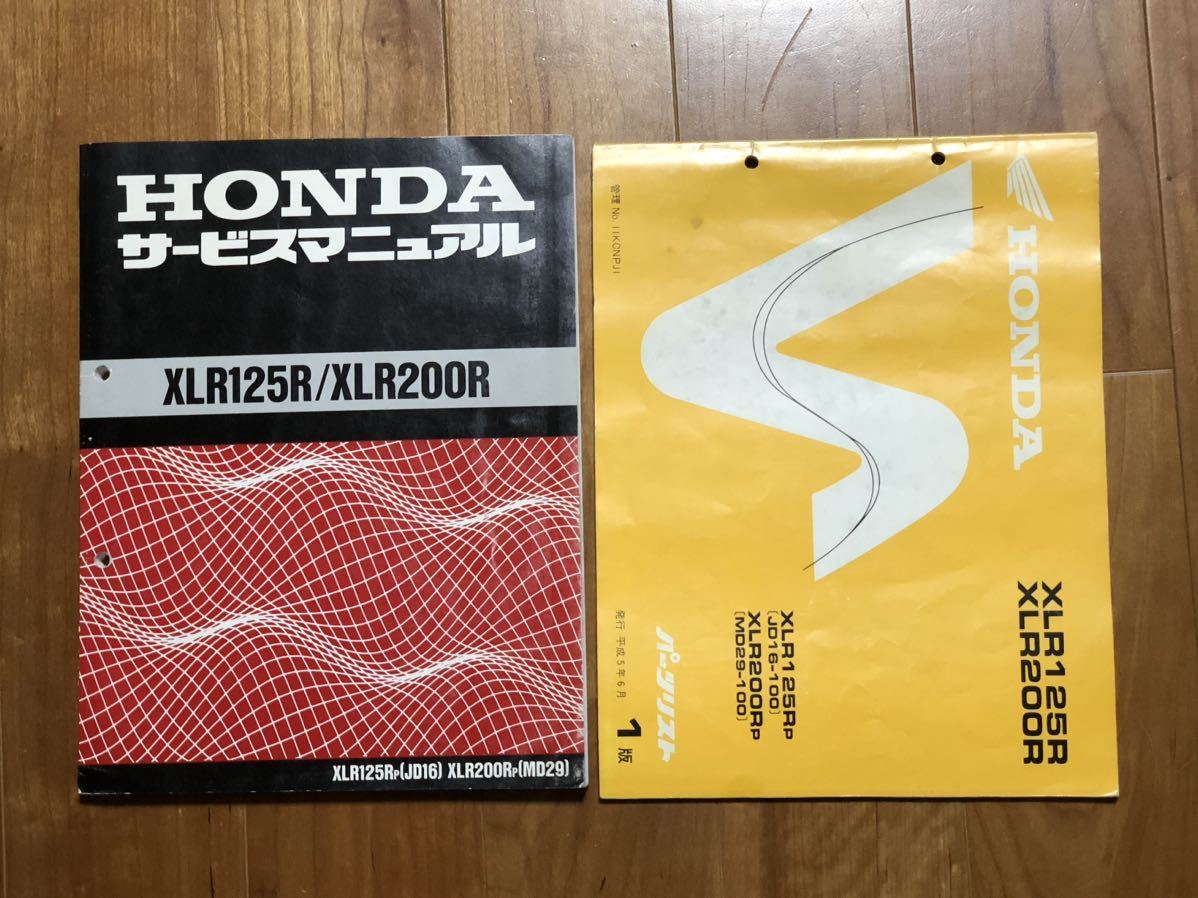 HONDA
サービスマニュアル
XLR125R/XLR200R
XLR125RP(JD16) XLR200RP(MD29)
HONDA
XLR125R
XLR200R
XLR125RP
〔JD16-100〕
XLR200RP
〔MD29-100〕
パーツリスト
発行 平成5年6月
1版
管理 No. 11KCNPJ1